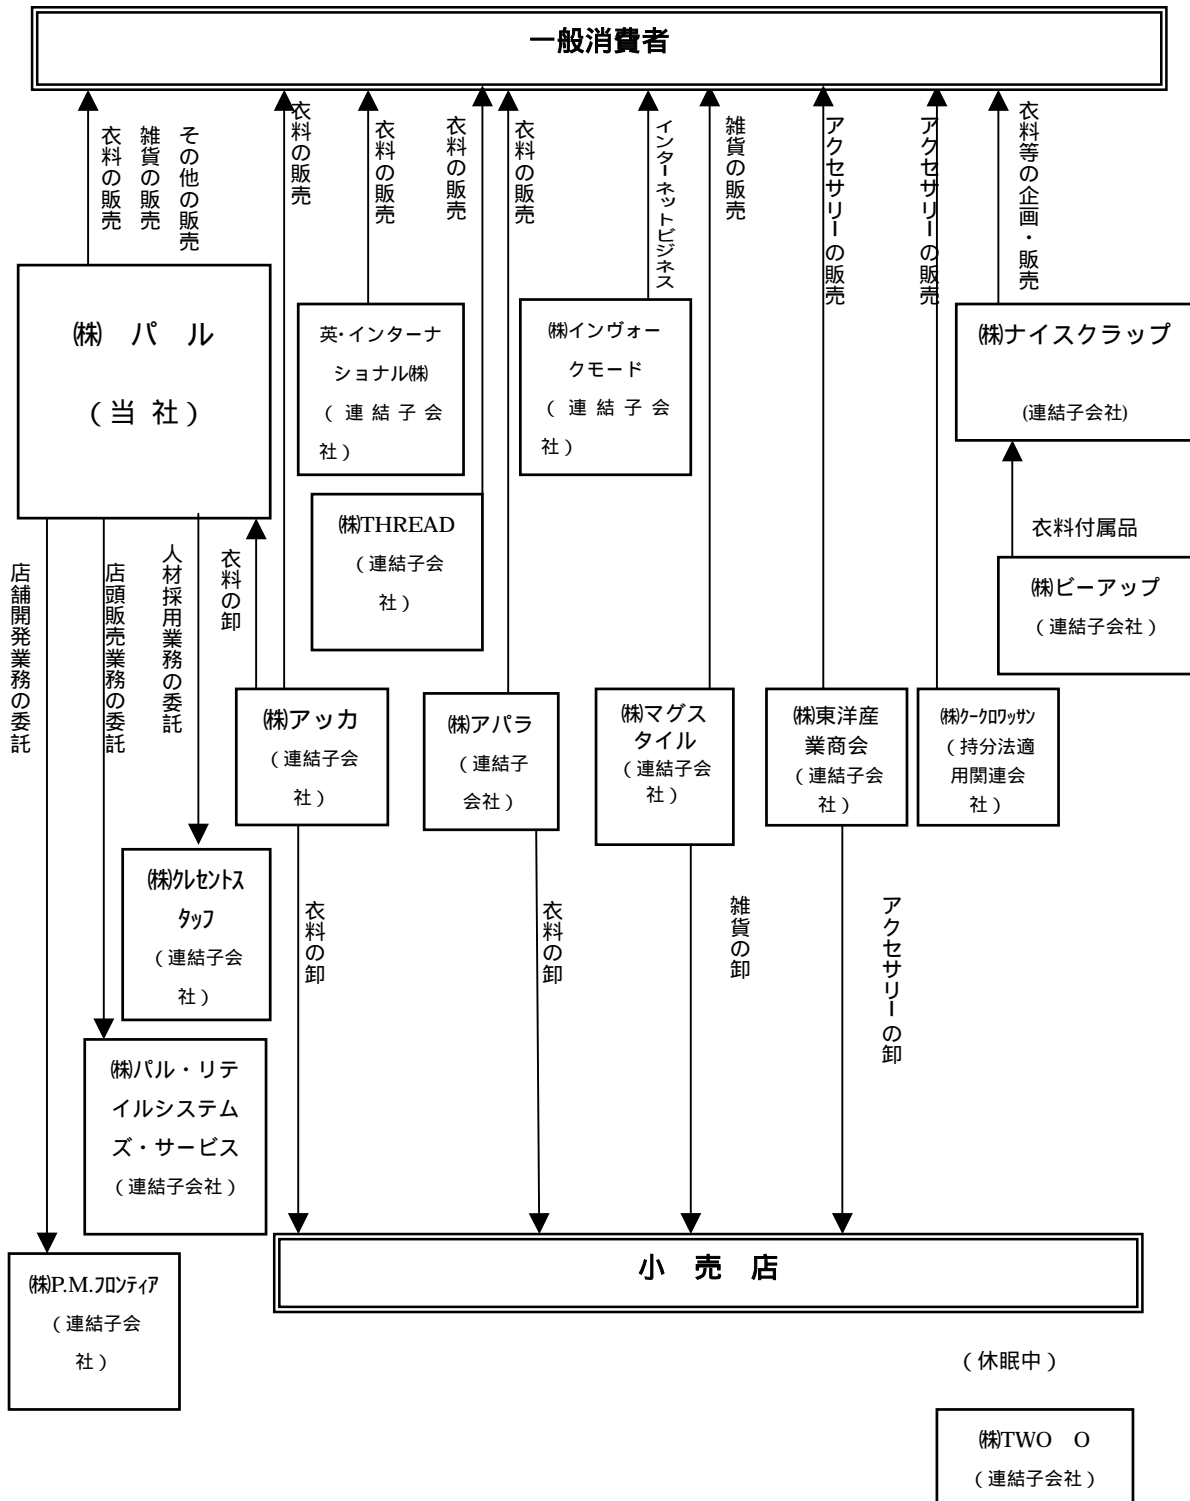 一般消費者
衣料の販売
雑貨の販売
その他の販売
衣料の販売
衣料の販売
衣料の販売
衣料の販売
インターネットビジネス
雑貨の販売
アクセサリーの販売
アクセサリーの販売
衣料等の企画・販売
㈱ パ ル
（当 社）
英・インターナ
ショナル㈱
（連結子会
社）
㈱インヴォー
クモード
（連結子会
社）
㈱ナイスクラップ
(連結子会社)
㈱THREAD
（連結子会
社）
衣料付属品
㈱ビーアップ
（連結子会社）
店舗開発業務の委託
店頭販売業務の委託
人材採用業務の委託
衣料の卸
㈱アッカ
（連結子会
社）
㈱アパラ
（連結子
会社）
㈱マグス
タイル
（連結子会
社）
㈱東洋産
業商会
（連結子会
社）
㈱クークロワッサン
（持分法適
用関連会
社）
㈱クレセントス
タッフ
（連結子会
社）
衣料の卸
衣料の卸
雑貨の卸
アクセサリーの卸
㈱パル・リテ
イルシステム
ズ・サービス
（連結子会社）
小 売 店
㈱P.M.フロンティア
（連結子会
社）
（休眠中）
㈱TWO O
（連結子会社）